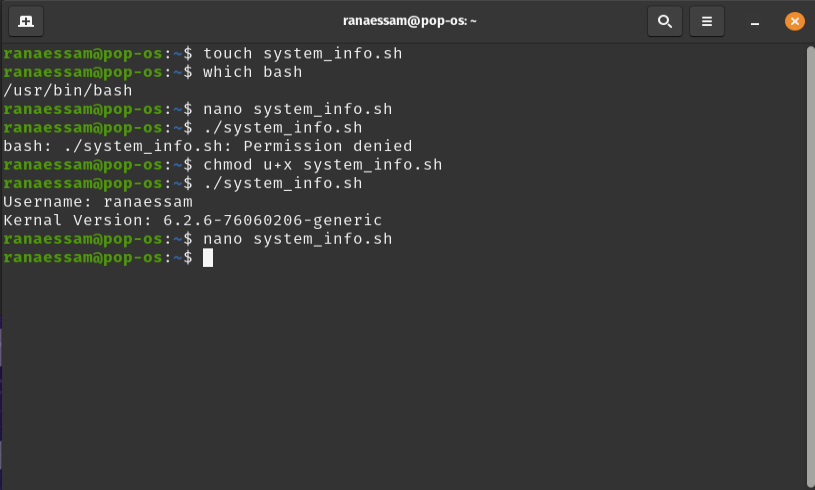 ranaessam@pop-os: ~
ranaessam@pop-os:~$ touch system_info.sh
ranaessam@pop-os:~$ which bash
/usr/bin/bash
ranaessam@pop-os:~$ nano system_info.sh
ranaessam@pop-os:~$ ./system_info.sh
bash: ./system_info.sh: Permission denied
ranaessam@pop-os:~$ chmod u+x system_info.sh
ranaessam@pop-os:~$ ./system_info.sh
Username: ranaessam
Kernal Version: 6.2.6-76060206-generic
ranaessam@pop-os:~$ nano system_info.sh
ranaessam@pop-os:~$